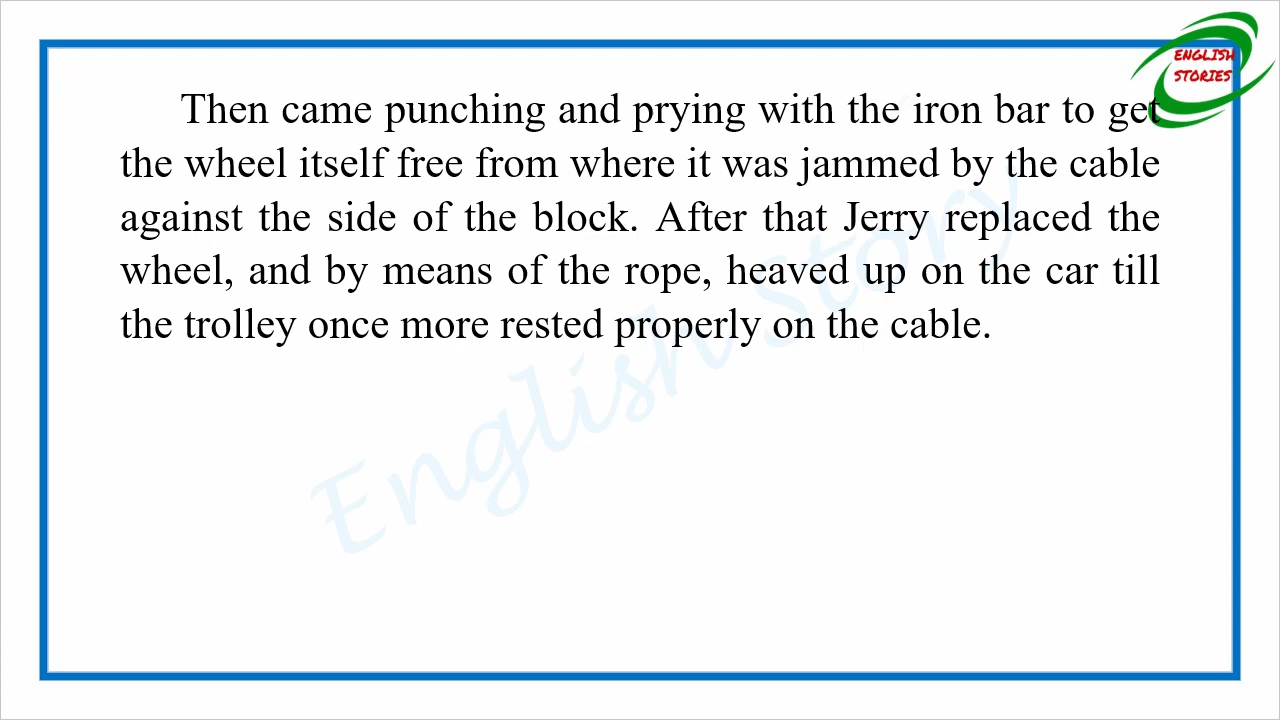 ENGLISH
STORIES
Then came punching and prying with the iron bar to get
the wheel itself free from where it was jammed by the cable
against the side of the block. After that Jerry replaced the
wheel, and by means of the rope, heaved up on the car till
the trolley once more rested properly on the cable.
English Story